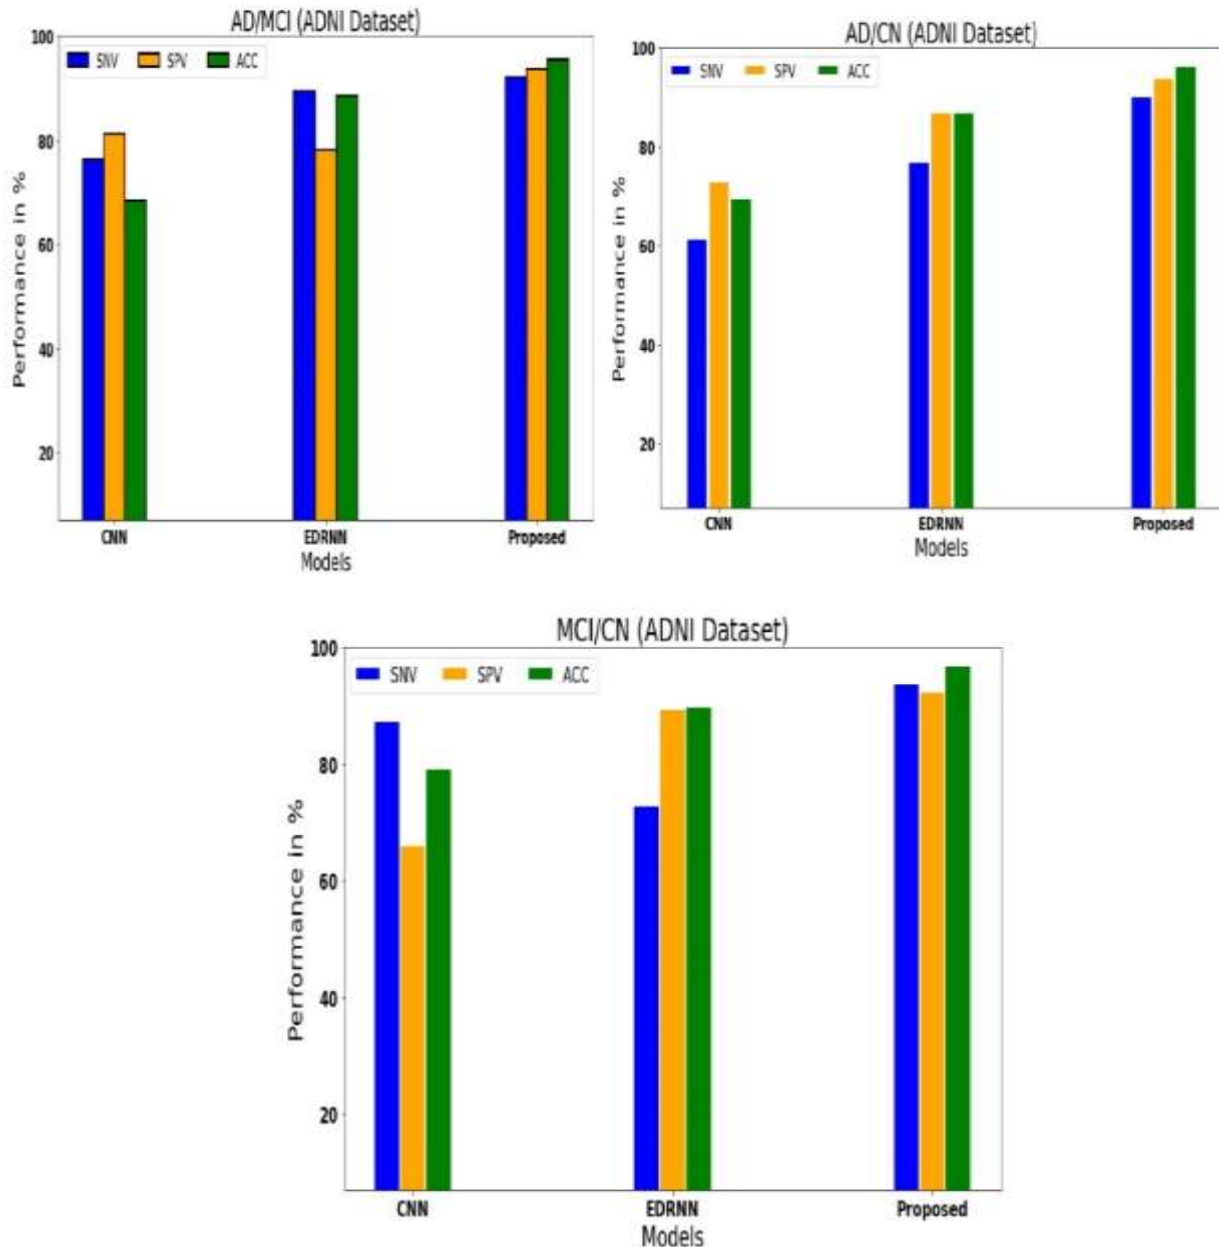 AD/MCI (ADNI Dataset)
SNV SPV ACC
Performance in %
100
80
60
40
20
CNN EDRNN Proposed
Models
AD/CN (ADNI Dataset)
SNV SPV ACC
Performance in %
100
80
60
40
20
CNN EDRNN Proposed
Models
MCI/CN (ADNI Dataset)
SNV SPV ACC
Performance in %
100
80
60
40
20
CNN EDRNN Proposed
Models